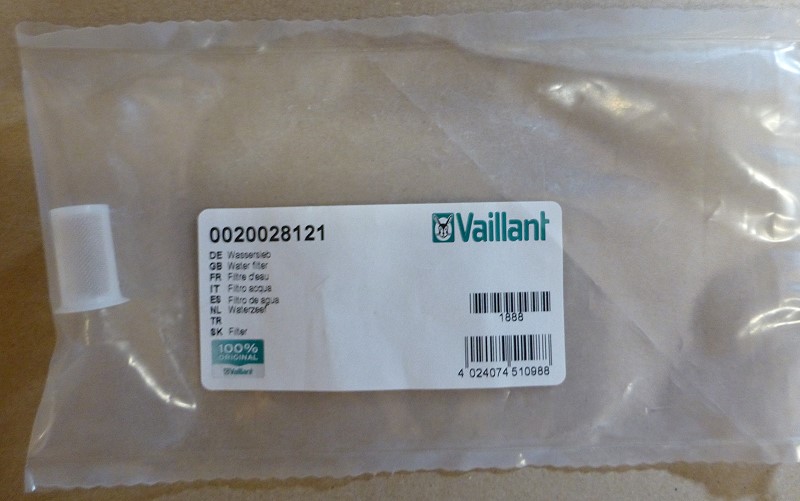 0020028121
Vaillant
DE Wassersieb
GB Water filter
FR Filtre d'eau
IT Filtro acqua
ES Filtro de agua
NL Waterzeef
TR
SK Filter
1888
100%
ORIGINAL
Vaillant
4 024074 510988